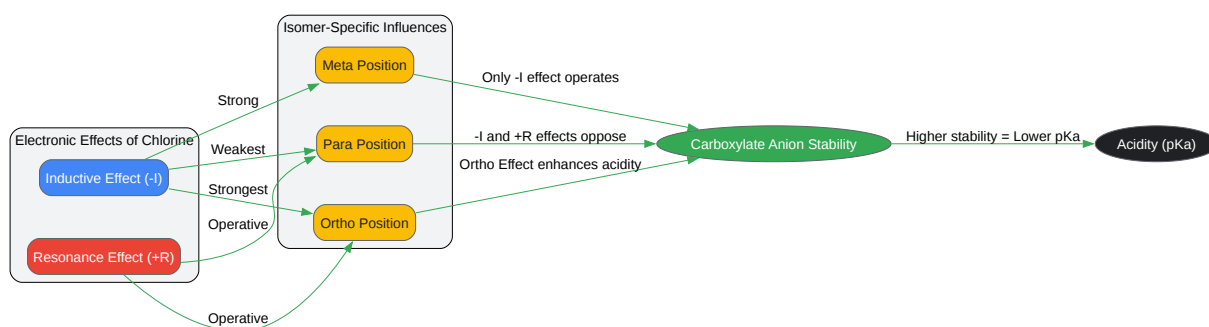 Isomer-Specific Influences
Meta Position
Only -I effect operates
Strong
Electronic Effects of Chlorine
Inductive Effect (-I)
Weakest
Para Position
-I and +R effects oppose
Carboxylate Anion Stability
Higher stability = Lower pKa
Acidity (pKa)
Ortho Effect enhances acidity
Strongest
Operative
Ortho Position
Resonance Effect (+R)
Operative